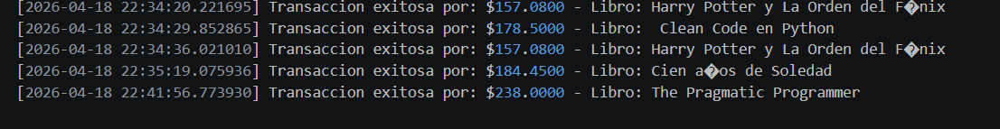 [2026-04-18 22:34:20.221695] Transaccion exitosa por: $157.0800 - Libro: Harry Potter y La Orden del F�nix
[2026-04-18 22:34:29.852865] Transaccion exitosa por: $178.5000 - Libro:  Clean Code en Python
[2026-04-18 22:34:36.021010] Transaccion exitosa por: $157.0800 - Libro: Harry Potter y La Orden del F�nix
[2026-04-18 22:35:19.075936] Transaccion exitosa por: $184.4500 - Libro: Cien a�os de Soledad
[2026-04-18 22:41:56.773930] Transaccion exitosa por: $238.0000 - Libro: The Pragmatic Programmer